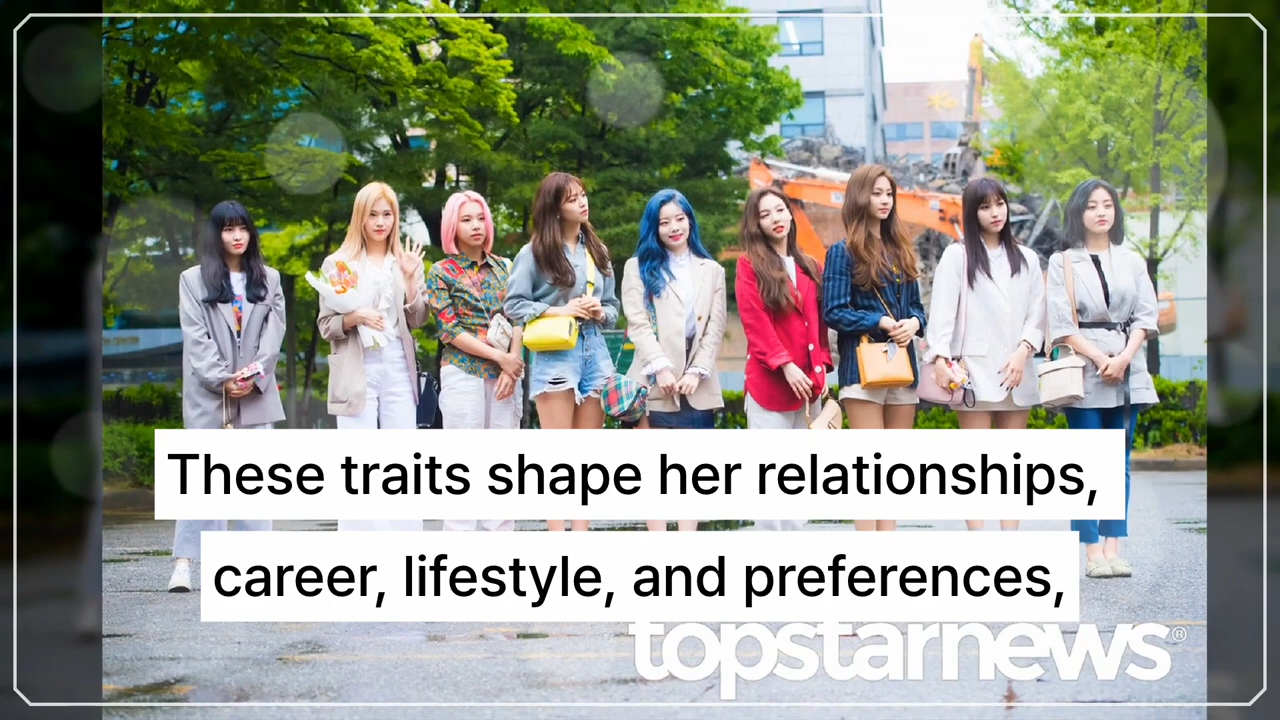 These traits shape her relationships,
career, lifestyle, and preferences,
topstarnews®